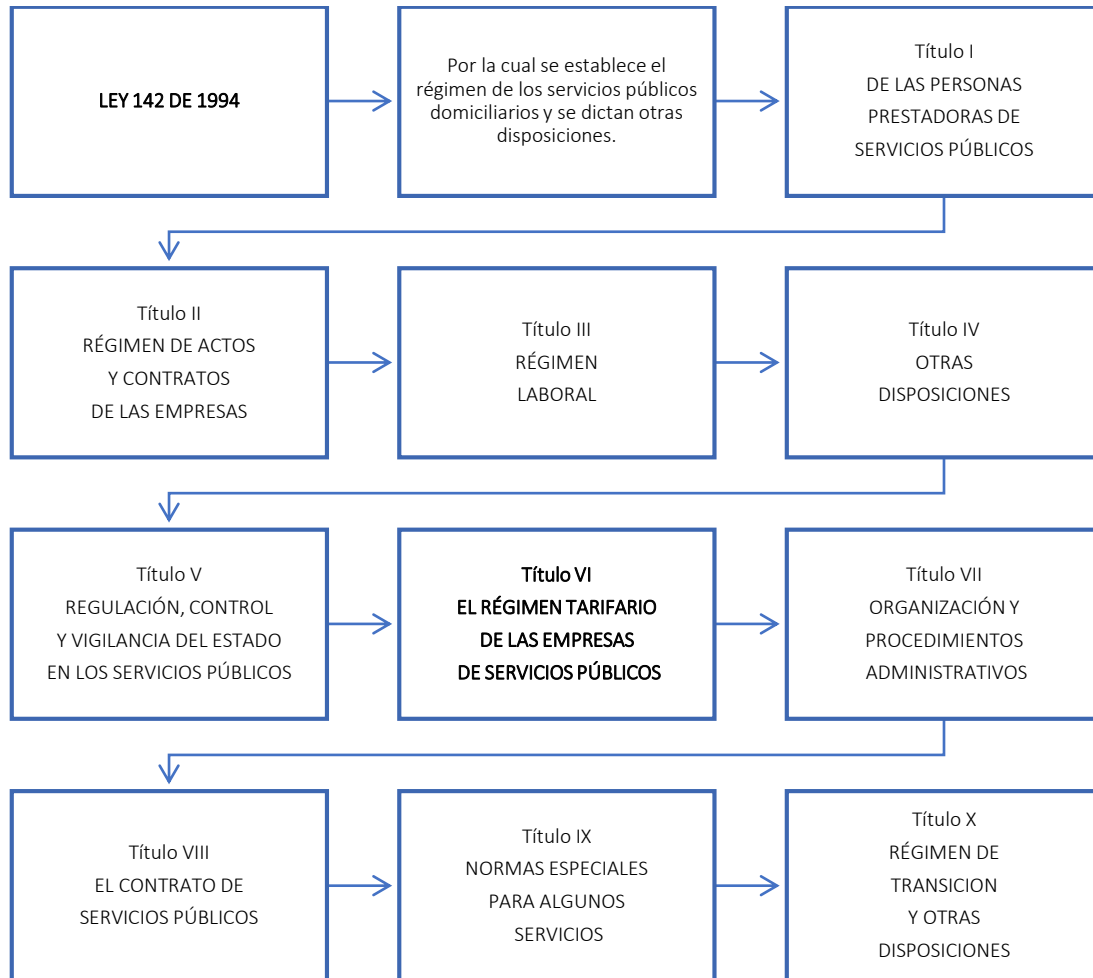 LEY 142 DE 1994
Por la cual se establece el
régimen de los servicios públicos
domiciliarios y se dictan otras
disposiciones.
Título I
DE LAS PERSONAS
PRESTADORAS DE
SERVICIOS PÚBLICOS
Título II
RÉGIMEN DE ACTOS
Y CONTRATOS
DE LAS EMPRESAS
Título III
RÉGIMEN
LABORAL
Título IV
OTRAS
DISPOSICIONES
Título V
REGULACIÓN, CONTROL
Y VIGILANCIA DEL ESTADO
EN LOS SERVICIOS PÚBLICOS
Título VI
EL RÉGIMEN TARIFARIO
DE LAS EMPRESAS
DE SERVICIOS PÚBLICOS
Título VII
ORGANIZACIÓN Y
PROCEDIMIENTOS
ADMINISTRATIVOS
Título VIII
EL CONTRATO DE
SERVICIOS PÚBLICOS
Título IX
NORMAS ESPECIALES
PARA ALGUNOS
SERVICIOS
Título X
RÉGIMEN DE
TRANSICION
Y OTRAS
DISPOSICIONES